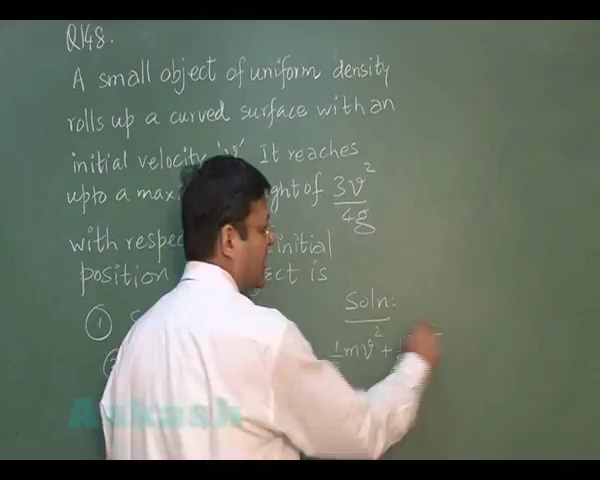 Q148.
A small object of uniform density
rolls up a curved surface with an
initial velocity 'v' It reaches
upto a maxi ght of 3v²/4g
with respec initial
position ect is
① S
Soln:
½mv² +
Aakash